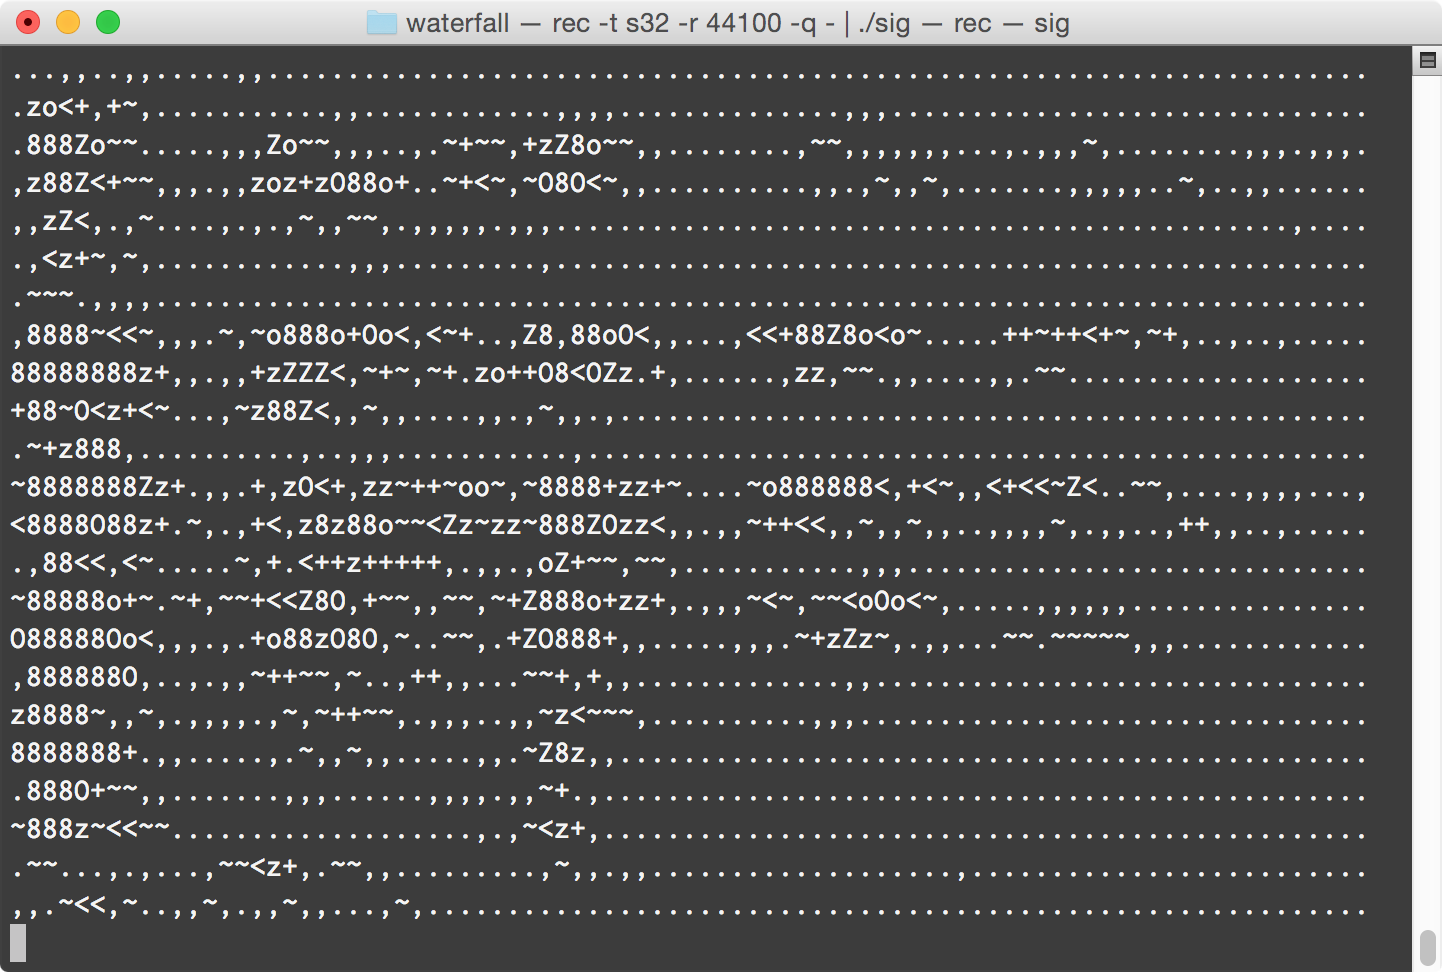 waterfall — rec -t s32 -r 44100 -q - | ./sig — rec — sig
...,,..,,.....,,.....................................................................
.zo<+,+~,...........,,............,,,,..............,,,..............................
.888Zo~~.....,,,Zo~~,,,..,.~+~~,+zZ8o~~,,........,~~,,,,,,,...,.,,,~,........,,,.,,,.
,z88Z<+~~,,,.,,zoz+z088o+..~+<~,~080<~,,..........,,.,~,,~,.......,,,,,..~,..,,......
,,zZ<,.,~....,.,.,~,,~~,.,,,,,.,,,..............................................,....
.,<z+~,~,............,,,.........,...................................................
.~~~.,,,,............................................................................
,8888~<<~,,,.~,~o888o+0o<,<~+..,Z8,88o0<,,...,<<+88Z8o<o~.....++~++<+~,~+,..,..,.....
88888888z+,,.,,+zZZZ<,~+~,~+.zo++08<0Zz.+,......,zz,~~.,,....,,.~~...................
+88~0<z+<~...,~z88Z<,,~,,....,,.,~,,.,...............................................
.~+z888,..........,..,,,...........,.................................................
~8888888Zz+.,,.+,z0<+,zz~++~oo~,~8888+zz+~....~o888888<,+<~,,<+<<~Z<..~~,....,,,,...,
<8888088z+.~,.,+<,z8z88o~~<Zz~zz~888Z0zz<,,.,,~++<<,,~,,~,,..,,,,~,.,,..,++,,..,.....
.,88<<,<~.....~,+.<++z+++++,.,,.,oZ+~~,~~,...........,,,.............................
~88888o+~.~+,~~+<<Z80,+~~,,~~,~+Z888o+zz+,.,,,~<~,~~<o0o<~,.....,,,,,,...............
0888880o<,,,,,.+o88z080,~..~~,.+Z0888+,,.....,,,.~+zZz~,.,,...~~.~~~~~,,,............
,8888880,..,.,,~++~~,~..,++,,...~~+,+,,.............,,...............................
z8888~,,~,.,,,,.,~,~++~~,.,,,..,,~z<~~~,..........,,,................................
8888888+.,,.....,.~,,~,,.....,,.~Z8z,,...............................................
.8880+~~,,.......,,,......,,,,.,,~+.,................................................
~888z~<<~~...................,.,~<z+,................................................
.~~...,.,...,~~<z+,.~~,,.........,~,,.,,..................,..........................
,,.~<<,~..,,~,.,,~,,...,~,...........................................................